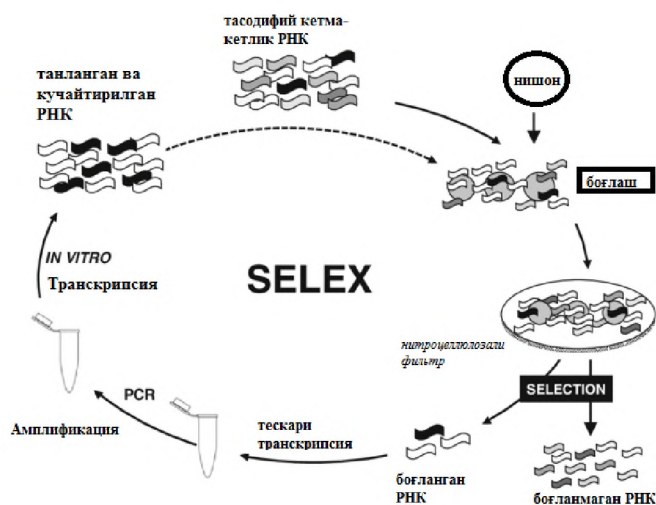 тасодифий кетма-
кетлик РНК
танланган ва
кучайтирилган
РНК
нишон
боғлаш
IN VITRO
Транскрипсия
SELEX
нитроцеллюлозали
фильтр
SELECTION
PCR
Амплификация
тескари
транскрипсия
боғланган
РНК
боғланмаган РНК